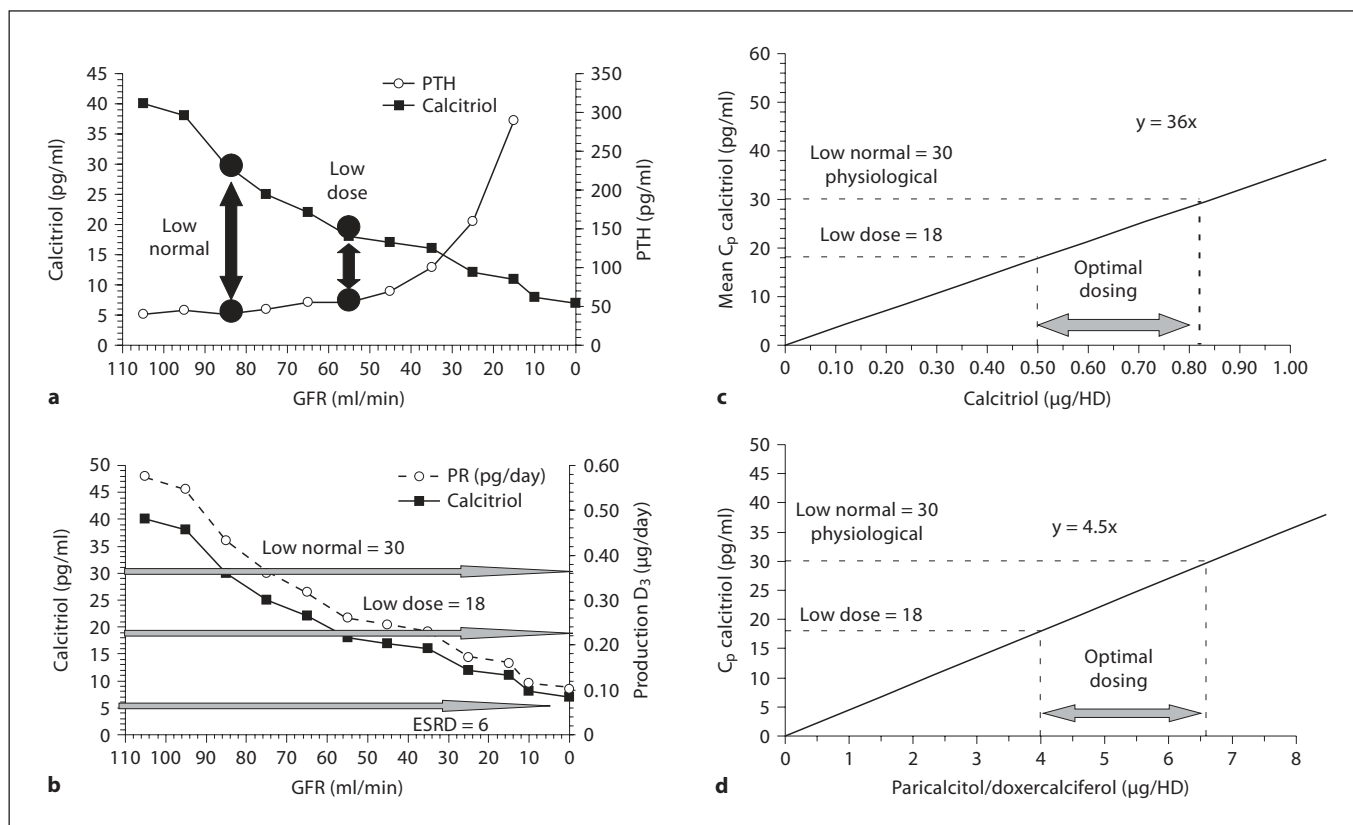 45
40
35
30
25
20
15
10
5
0
Calcitriol (pg/ml)
350
300
250
200
150
100
50
0
PTH (pg/ml)
PTH
Calcitriol
Low
normal
Low
dose
110 100 90 80 70 60 50 40 30 20 10 0
GFR (ml/min)
a
60
50
40
30
20
10
0
Mean Cp calcitriol (pg/ml)
y = 36x
Low normal = 30
physiological
Low dose = 18
Optimal
dosing
0 0.10 0.20 0.30 0.40 0.50 0.60 0.70 0.80 0.90 1.00
Calcitriol (µg/HD)
c
50
45
40
35
30
25
20
15
10
5
0
Calcitriol (pg/ml)
0.60
0.50
0.40
0.30
0.20
0.10
0
Production D3 (µg/day)
PR (pg/day)
Calcitriol
Low normal = 30
Low dose = 18
ESRD = 6
110 100 90 80 70 60 50 40 30 20 10 0
GFR (ml/min)
b
50
45
40
35
30
25
20
15
10
5
0
Cp calcitriol (pg/ml)
Low normal = 30
physiological
y = 4.5x
Low dose = 18
Optimal
dosing
0 1 2 3 4 5 6 7 8
Paricalcitol/doxercalciferol (µg/HD)
d